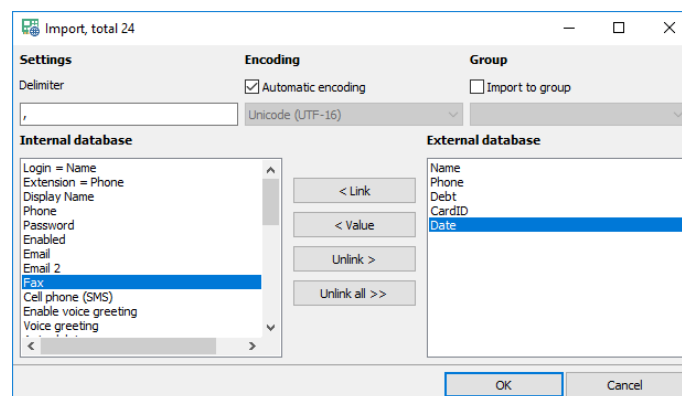 Import, total 24
Settings
Encoding
Group
Delimiter
Automatic encoding
Import to group
,
Unicode (UTF-16)
Internal database
External database
Login = Name
Extension = Phone
Display Name
Phone
Password
Enabled
Email
Email 2
Fax
Cell phone (SMS)
Enable voice greeting
Voice greeting
< Link
< Value
Unlink >
Unlink all >>
Name
Phone
Debt
CardID
Date
OK
Cancel